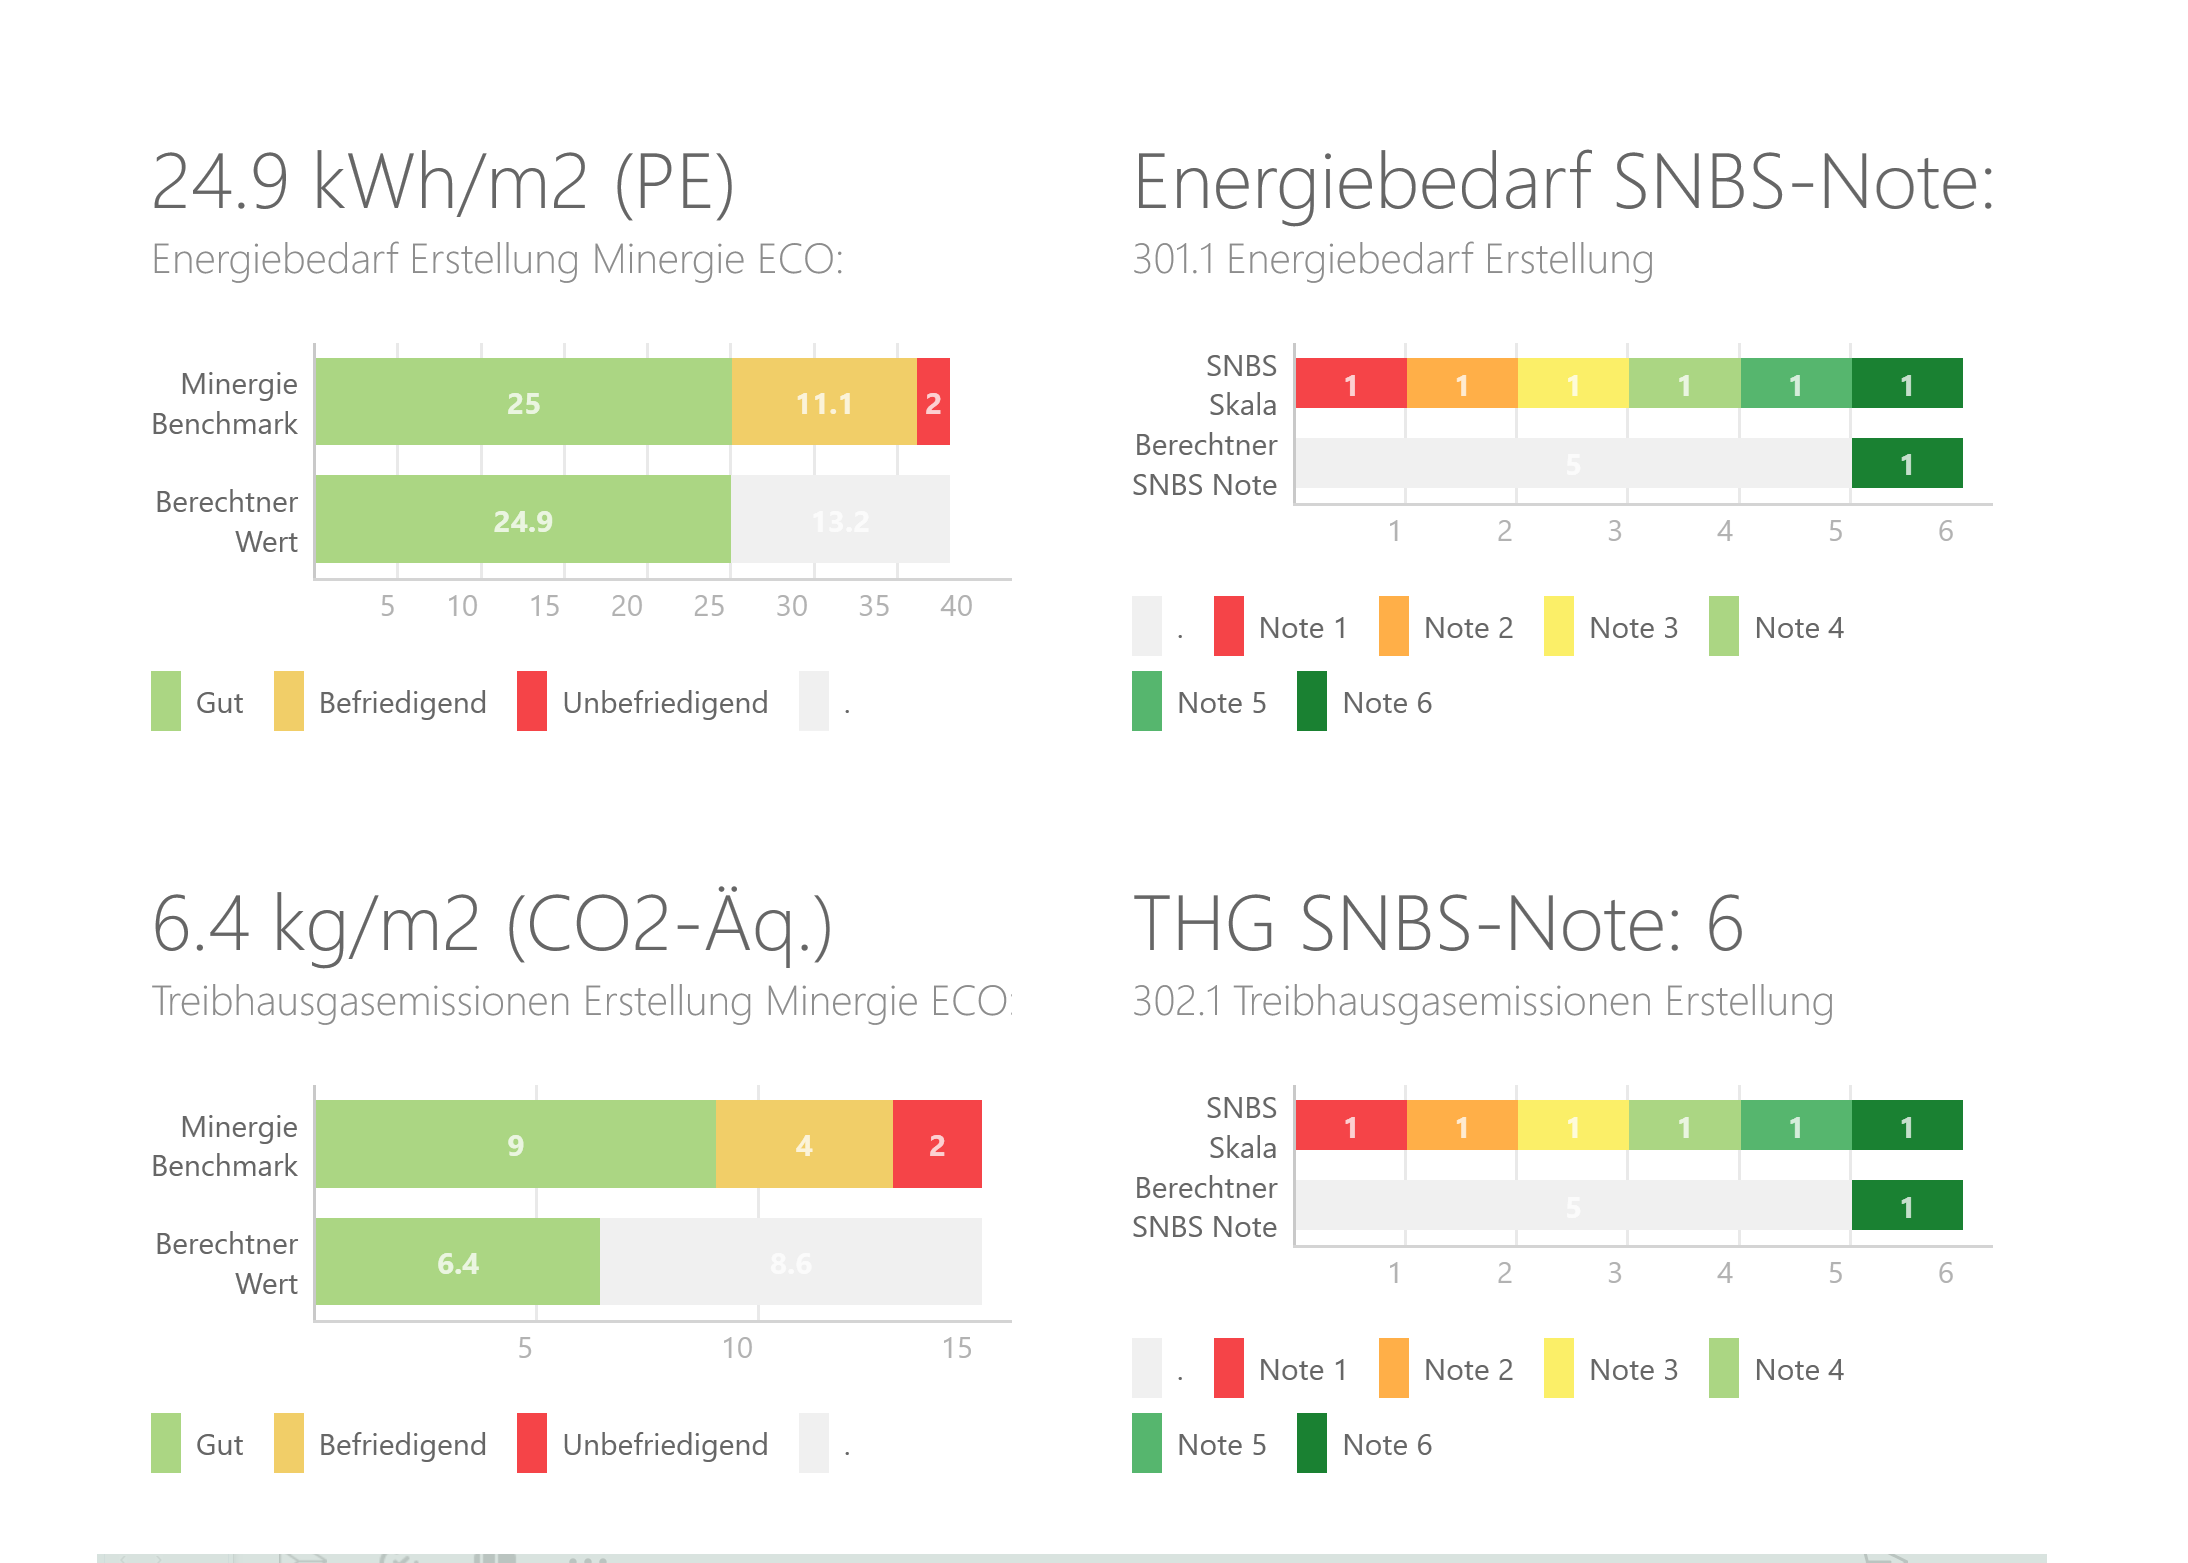 24.9 kWh/m2 (PE)
Energiebedarf Erstellung Minergie ECO:
Minergie
Benchmark
25
11.1
2
Berechtner
Wert
24.9
13.2
5 10 15 20 25 30 35 40
Gut Befriedigend Unbefriedigend .
Energiebedarf SNBS-Note:
301.1 Energiebedarf Erstellung
SNBS
Skala
1 1 1 1 1 1
Berechtner
SNBS Note
5 1
1 2 3 4 5 6
. Note 1 Note 2 Note 3 Note 4
Note 5 Note 6
6.4 kg/m2 (CO2-Äq.)
Treibhausgasemissionen Erstellung Minergie ECO:
Minergie
Benchmark
9
4
2
Berechtner
Wert
6.4
8.6
5 10 15
Gut Befriedigend Unbefriedigend .
THG SNBS-Note: 6
302.1 Treibhausgasemissionen Erstellung
SNBS
Skala
1 1 1 1 1 1
Berechtner
SNBS Note
5 1
1 2 3 4 5 6
. Note 1 Note 2 Note 3 Note 4
Note 5 Note 6